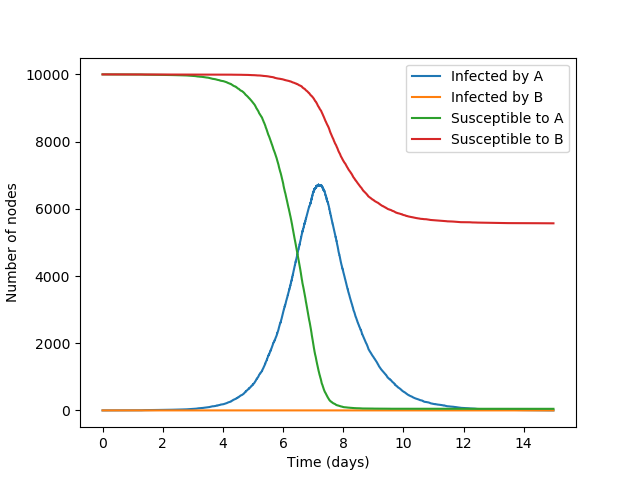 Number of nodes
10000
8000
6000
4000
2000
0
Infected by A
Infected by B
Susceptible to A
Susceptible to B
0 2 4 6 8 10 12 14
Time (days)